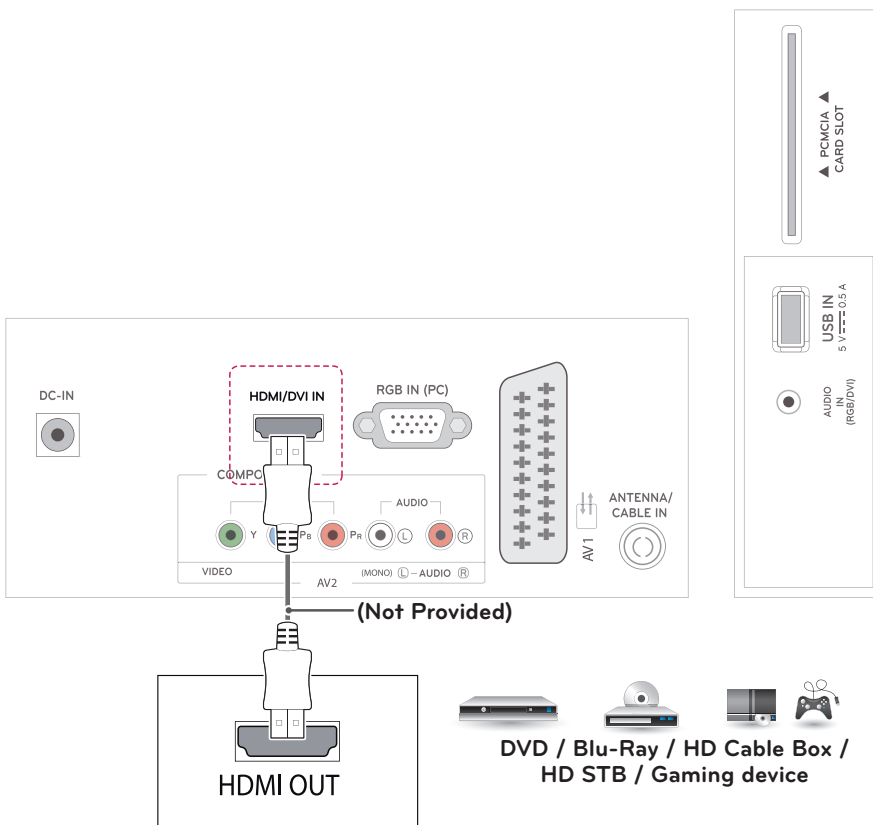 PCMCIA
CARD SLOT
USB IN
5 V 0.5 A
AUDIO
IN
(RGB/DVI)
DC-IN
HDMI/DVI IN
RGB IN (PC)
COMPO
AUDIO
Y PB PR L R
VIDEO
AV2
(MONO) L – AUDIO R
AV1
ANTENNA/
CABLE IN
(Not Provided)
HDMI OUT
DVD / Blu-Ray / HD Cable Box /
HD STB / Gaming device